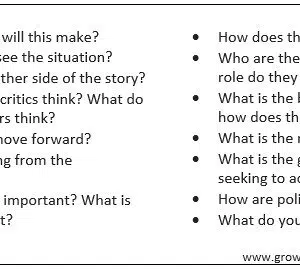 will this make?
see the situation?
ther side of the story?
critics think? What do
rs think?
move forward?
ng from the
important? What is
t?
• How does th
• Who are the
role do they
• What is the b
how does th
• What is the r
• What is the g
seeking to ac
• How are poli
• What do you
www.grow